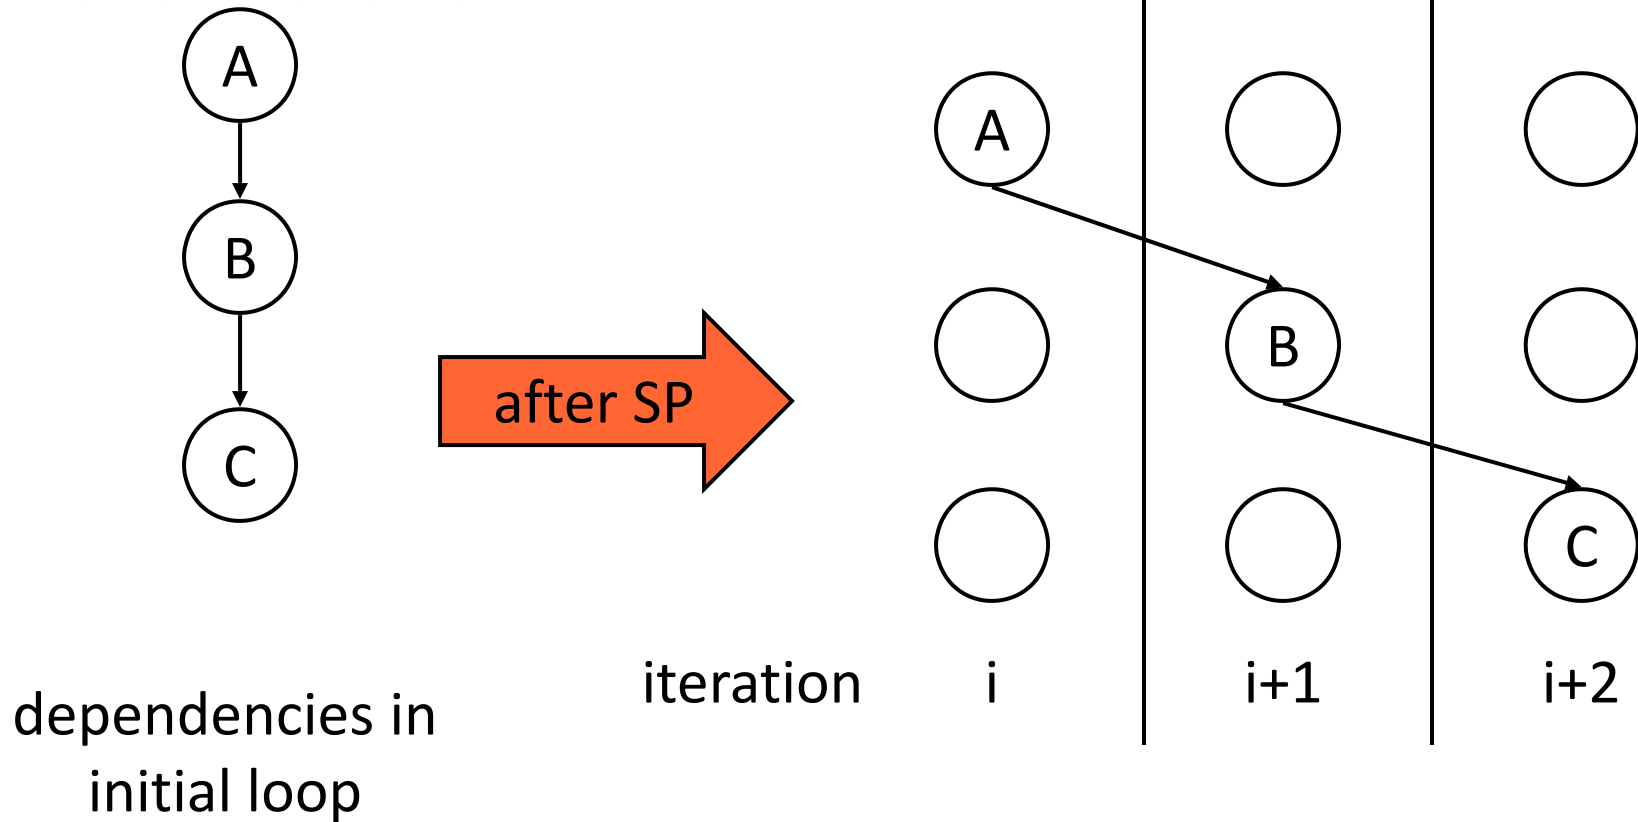 A
B
C
dependencies in
initial loop
after SP
A
B
C
iteration i i+1 i+2